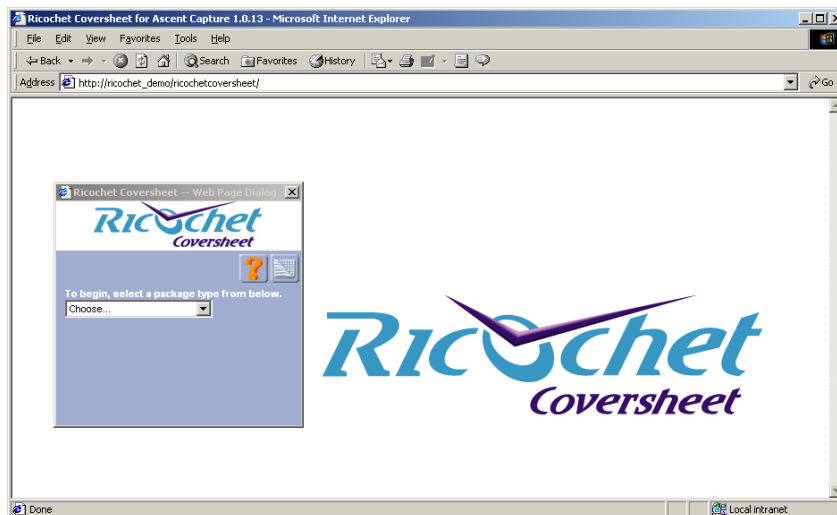 Ricochet Coversheet for Ascent Capture 1.0.13 - Microsoft Internet Explorer
File Edit View Favorites Tools Help
Back Search Favorites History
Address http://ricochet_demo/ricochetcoversheet/ Go
Ricochet Coversheet -- Web Page Dialog
Ricochet
Coversheet
?
To begin, select a package type from below.
Choose...
Ricochet
Coversheet
Done Local intranet